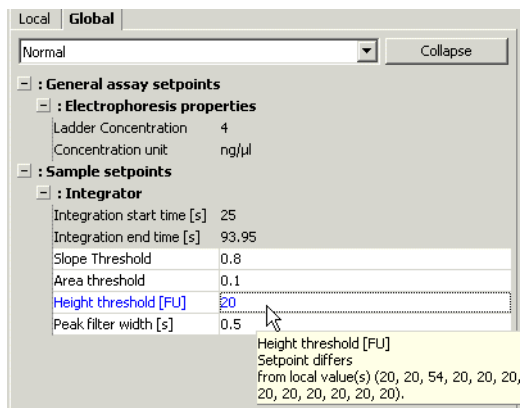 Local Global
Normal Collapse
: General assay setpoints
: Electrophoresis properties
Ladder Concentration 4
Concentration unit ng/µl
: Sample setpoints
: Integrator
Integration start time [s] 25
Integration end time [s] 93.95
Slope Threshold 0.8
Area threshold 0.1
Height threshold [FU] 20
Peak filter width [s] 0.5
Height threshold [FU]
Setpoint differs
from local value(s) (20, 20, 54, 20, 20, 20,
20, 20, 20, 20, 20, 20).